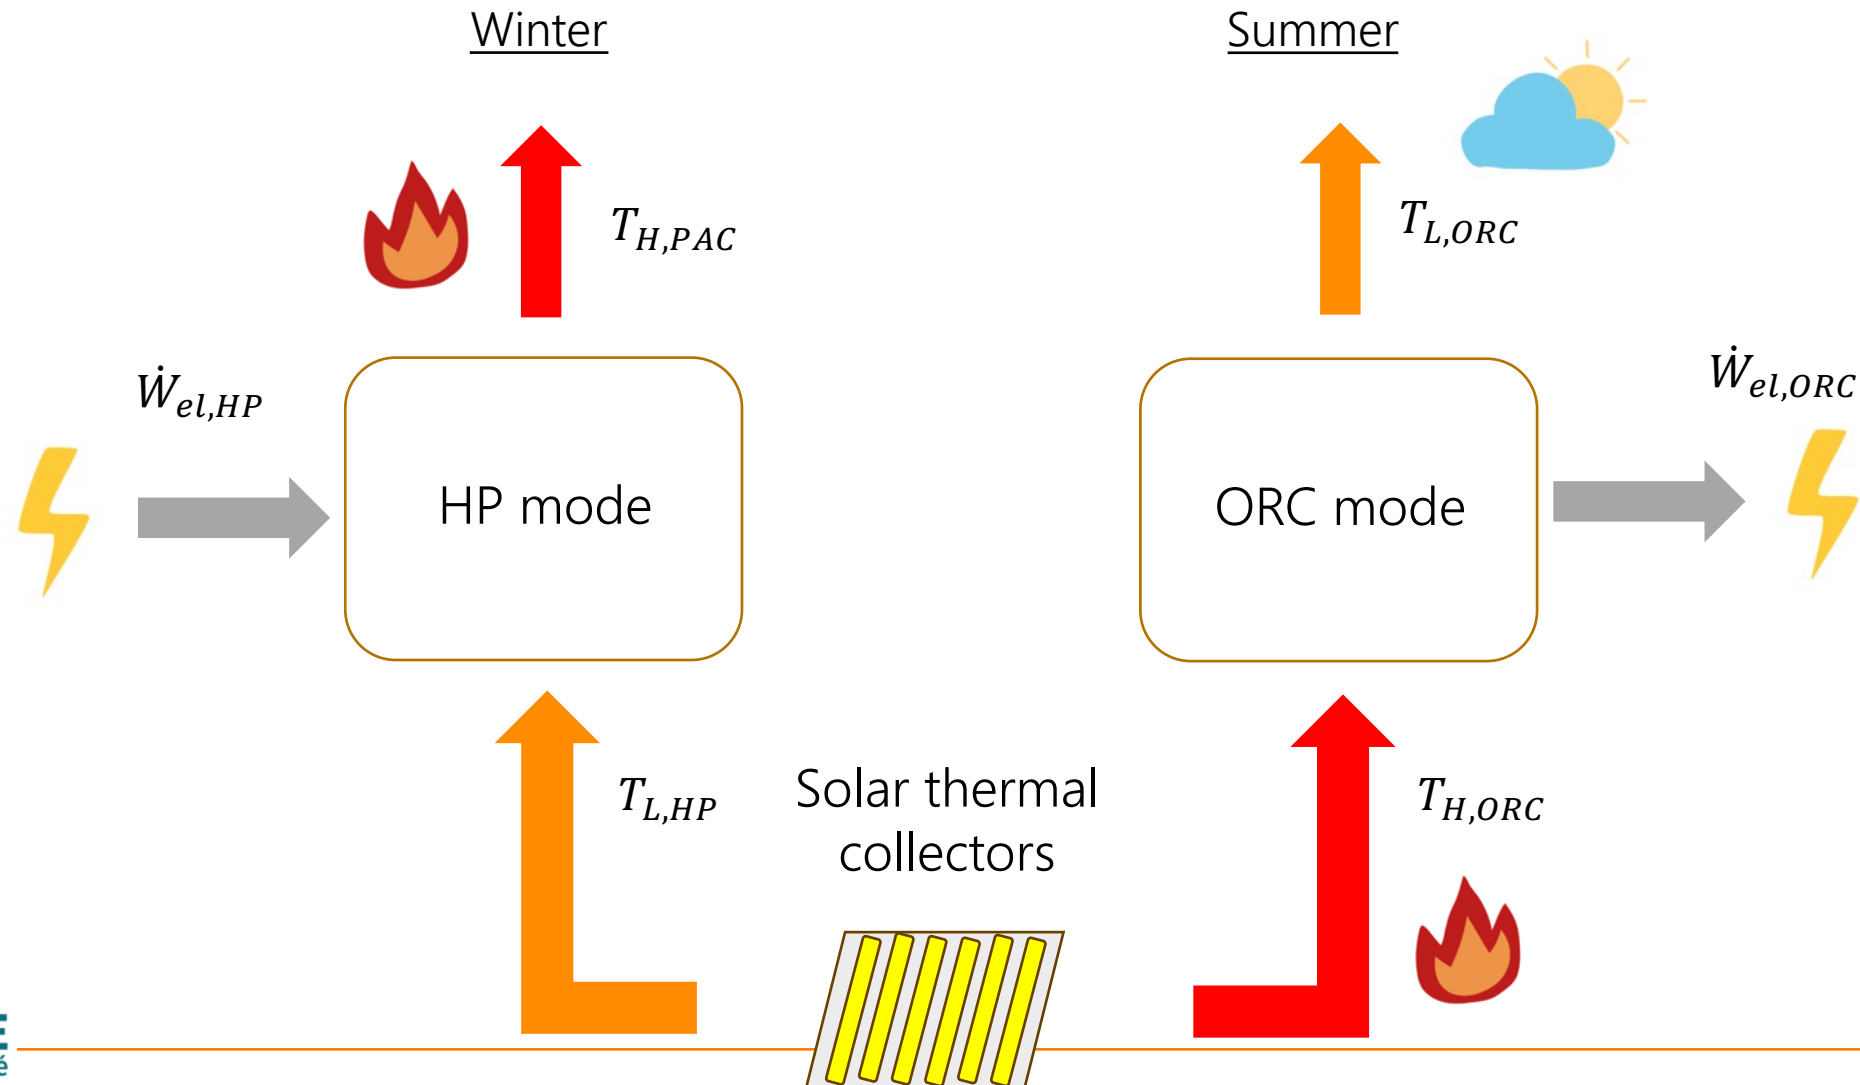 Winter
Summer
T_{H,PAC}
T_{L,ORC}
Ẇ_{el,HP}
Ẇ_{el,ORC}
HP mode
ORC mode
T_{L,HP}
Solar thermal
collectors
T_{H,ORC}